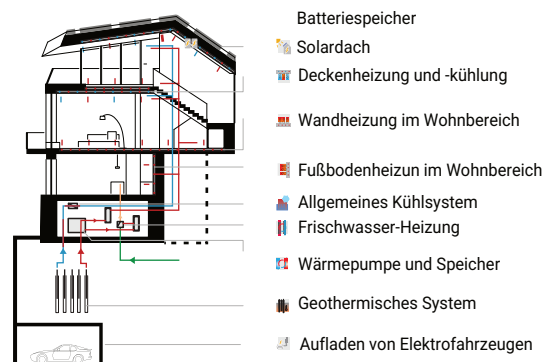 Batteriespeicher
Solardach
Deckenheizung und -kühlung
Wandheizung im Wohnbereich
Fußbodenheizun im Wohnbereich
Allgemeines Kühlsystem
Frischwasser-Heizung
Wärmepumpe und Speicher
Geothermisches System
Aufladen von Elektrofahrzeugen